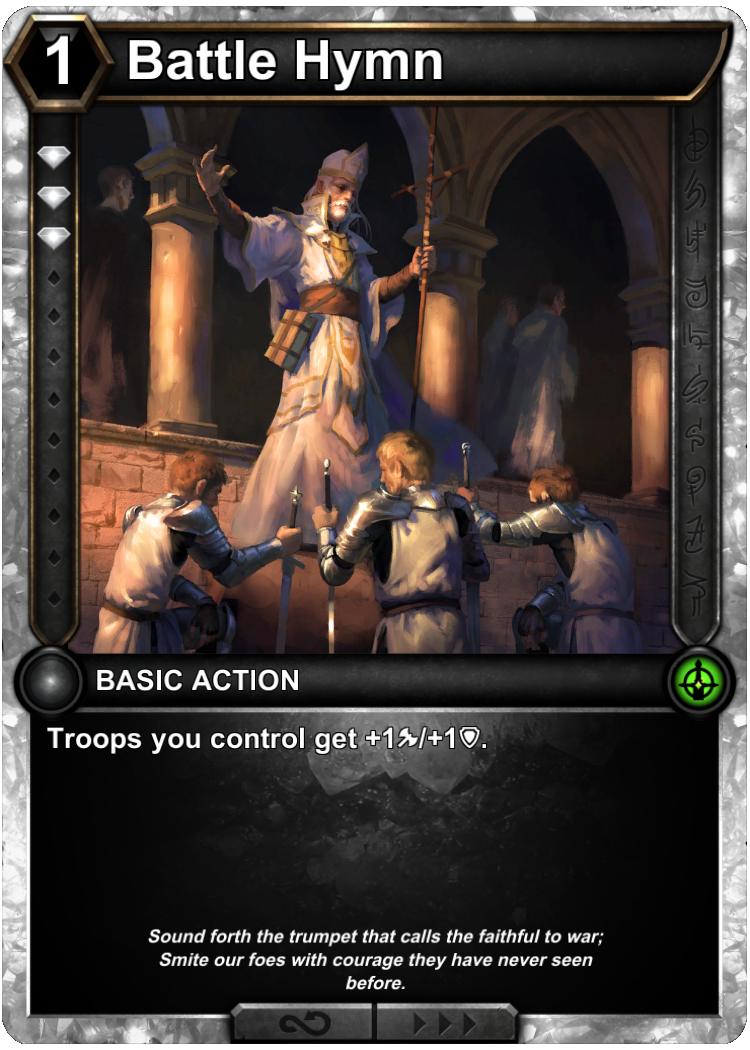 1
Battle Hymn
BASIC ACTION
Troops you control get +1/+1.
Sound forth the trumpet that calls the faithful to war;
Smite our foes with courage they have never seen
before.